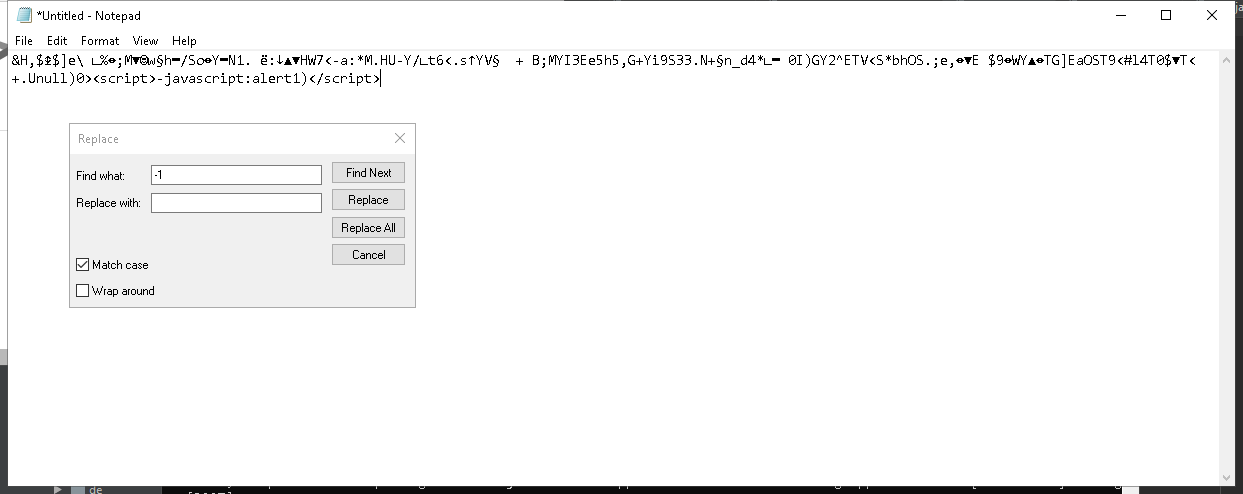 *Untitled - Notepad
File Edit Format View Help
&H,$⇕$]e\ ∟%⬘;M▼☺w§h━/So⬘Y━N1. ë:↓▲▼HW7<-a:*M.HU-Y/∟t6<.s↑YV§  + B;MYI3Ee5h5,G+Yi9S33.N+§n_d4*∟━ 0I)GY2^ETV<S*bhOS.;e,⬘▼E $9⬘WY▲⬘TG]EaOST9<#l4T0$▼T<
+.Unull)0><script>-javascript:alert1)</script>
Replace
Find what: -1 Find Next
Replace with: Replace
Replace All
Cancel
Match case
Wrap around
de